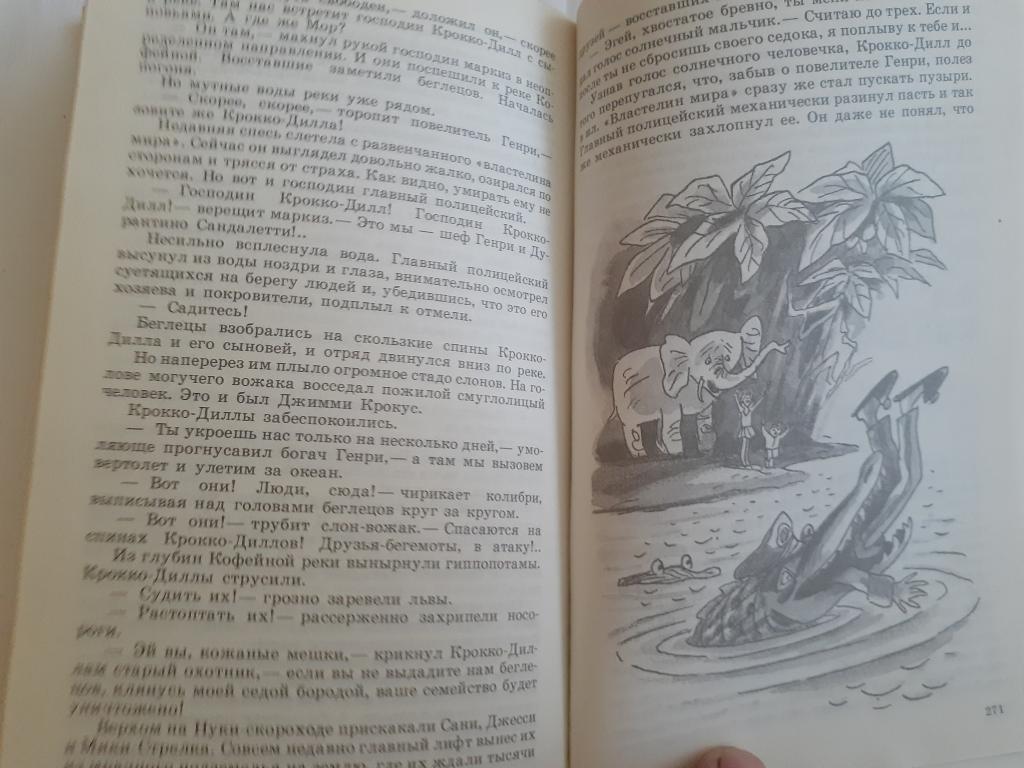 свободен,— доложил он,— скорее
к реке. Там нас встретит господин Крокко-Дилл с сы-
новьями. А где же Мор?
— Он там,— махнул рукой господин маркиз в неоп-
ределенном направлении. И они поспешили к реке Ко-
фейной. Восставшие заметили беглецов. Началась
погоня.
Но мутные воды реки уже рядом.
— Скорее, скорее,— торопит повелитель Генри,—
зовите же Крокко-Дилла!
Недавняя спесь слетела с развенчанного «властелина
мира». Сейчас он выглядел довольно жалко, озирался по
сторонам и трясся от страха. Как видно, умирать ему не
хочется. Но вот и господин главный полицейский.
— Господин Крокко-Дилл! Господин Крокко-
Дилл!— верещит маркиз.— Это мы — шеф Генри и Ду-
рантино Сандалетти!..
Несильно всплеснула вода. Главный полицейский
высунул из воды ноздри и глаза, внимательно осмотрел
суетящихся на берегу людей и, убедившись, что это его
хозяева и покровители, подплыл к отмели.
— Садитесь!
Беглецы взобрались на скользкие спины Крокко-
Дилла и его сыновей, и отряд двинулся вниз по реке.
Но наперерез им плыло огромное стадо слонов. На го-
лове могучего вожака восседал пожилой смуглолицый
человек. Это и был Джимми Крокус.
Крокко-Диллы забеспокоились.
— Ты укроешь нас только на несколько дней,— умо-
ляюще прогнусавил богач Генри,— а там мы вызовем
вертолет и улетим за океан.
— Вот они! Люди, сюда!— чирикает колибри,
выписывая над головами беглецов круг за кругом.
— Вот они!— трубит слон-вожак.— Спасаются на
спинах Крокко-Диллов! Друзья-бегемоты, в атаку!..
Из глубин Кофейной реки вынырнули гиппопотамы.
Крокко-Диллы струсили.
— Судить их!— грозно заревели львы.
— Растоптать их!— рассерженно захрипели носо-
роги.
— Эй вы, кожаные мешки,— крикнул Крокко-Дил-
лам старый охотник,— если вы не выдадите нам бегле-
цов, клянусь моей седой бородой, ваше семейство будет
уничтожено!
Верхом на Нуки-скороходе прискакали Сани, Джесси
и Мики-Стрелки. Совсем недавно главный лифт вынес их
на землю, где их ждали тысячи
друзей — восставших
— Эгей, хвостатое бревно, ты меня
голос солнечный мальчик.— Считаю до трех. Если и
после ты не сбросишь своего седока, я поплыву к тебе и...
Узнав голос солнечного человечка, Крокко-Дилл до
того перепугался, что, забыв о повелителе Генри, полез
в ил. «Властелин мира» сразу же стал пускать пузыри.
Главный полицейский механически разинул пасть и так
же механически захлопнул ее. Он даже не понял, что
271